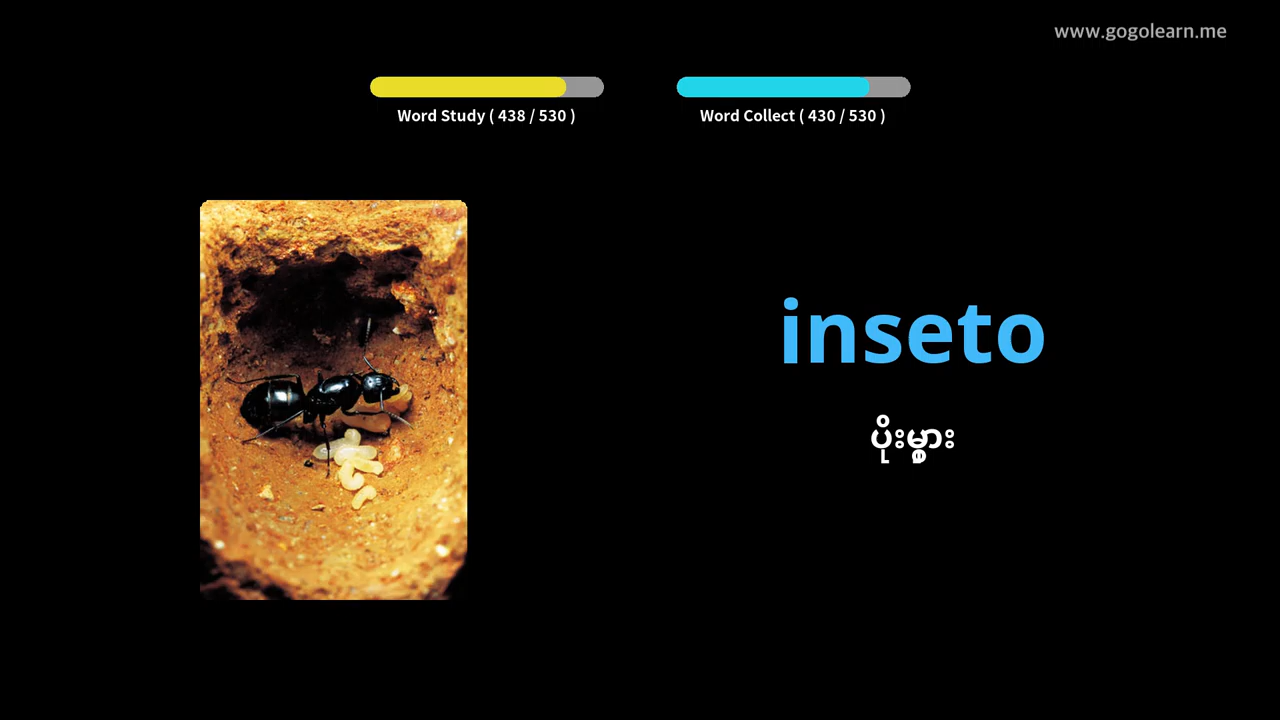 www.gogolearn.me
Word Study ( 438 / 530 )
Word Collect ( 430 / 530 )
inseto
ပိုးမွှား